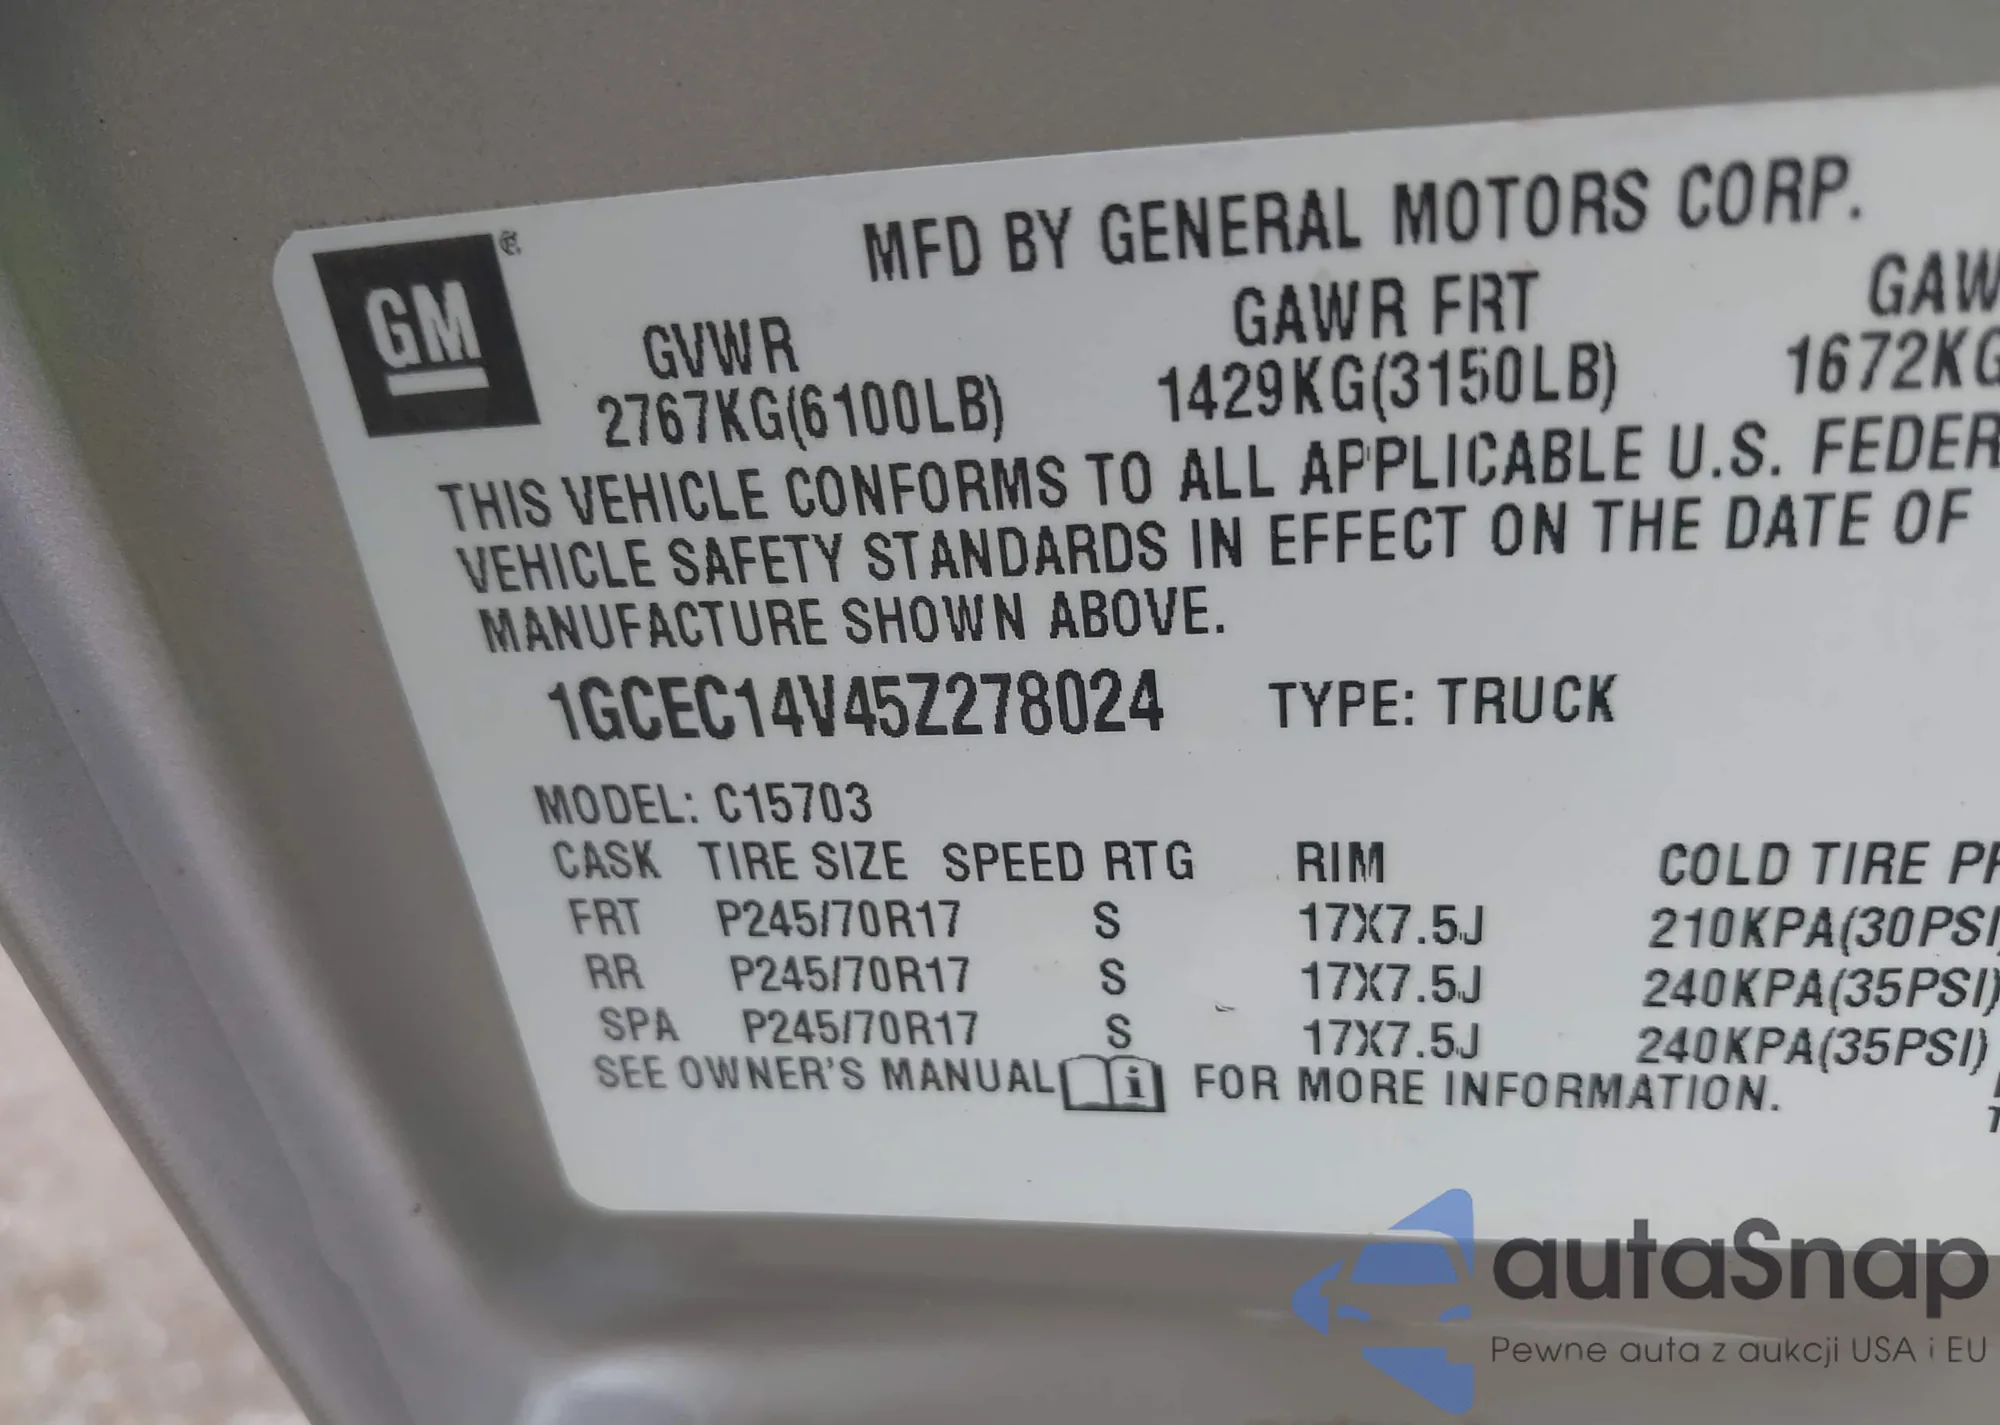 MFD BY GENERAL MOTORS CORP.
GM
GVWR GAWR FRT GAW
2767KG(6100LB) 1429KG(3150LB) 1672KG
THIS VEHICLE CONFORMS TO ALL APPLICABLE U.S. FEDER
VEHICLE SAFETY STANDARDS IN EFFECT ON THE DATE OF
MANUFACTURE SHOWN ABOVE.
1GCEC14V45Z278024 TYPE: TRUCK
MODEL: C15703
CASK TIRE SIZE SPEED RTG RIM COLD TIRE PR
FRT P245/70R17 S 17X7.5J 210KPA(30PSI)
RR P245/70R17 S 17X7.5J 240KPA(35PSI)
SPA P245/70R17 S 17X7.5J 240KPA(35PSI)
SEE OWNER'S MANUAL FOR MORE INFORMATION.
autaSnap
Pewne auta z aukcji USA i EU